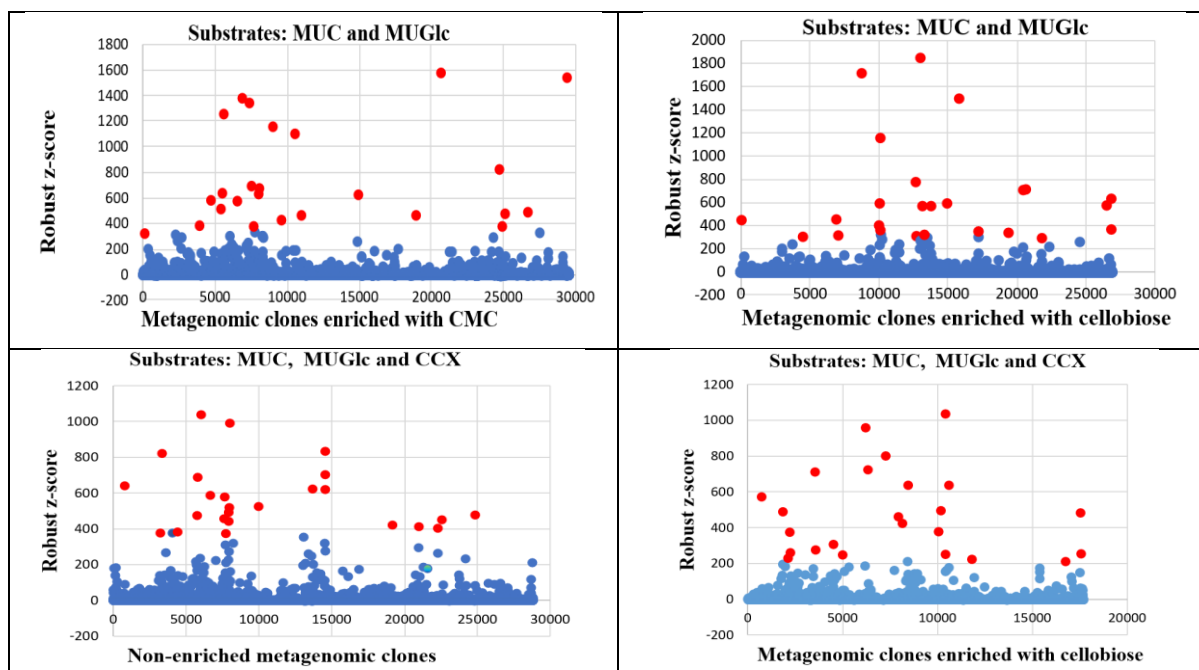 Substrates: MUC and MUGlc
1800
1600
1400
1200
1000
800
600
400
200
0
-200
Robust z-score
0 5000 10000 15000 20000 25000 30000
Metagenomic clones enriched with CMC
Substrates: MUC and MUGlc
2000
1800
1600
1400
1200
1000
800
600
400
200
0
-200
Robust z-score
0 5000 10000 15000 20000 25000 30000
Metagenomic clones enriched with cellobiose
Substrates: MUC, MUGlc and CCX
1200
1000
800
600
400
200
0
-200
Robust z-score
0 5000 10000 15000 20000 25000 30000
Non-enriched metagenomic clones
Substrates: MUC, MUGlc and CCX
1200
1000
800
600
400
200
0
-200
Robust z-score
0 5000 10000 15000 20000
Metagenomic clones enriched with cellobiose